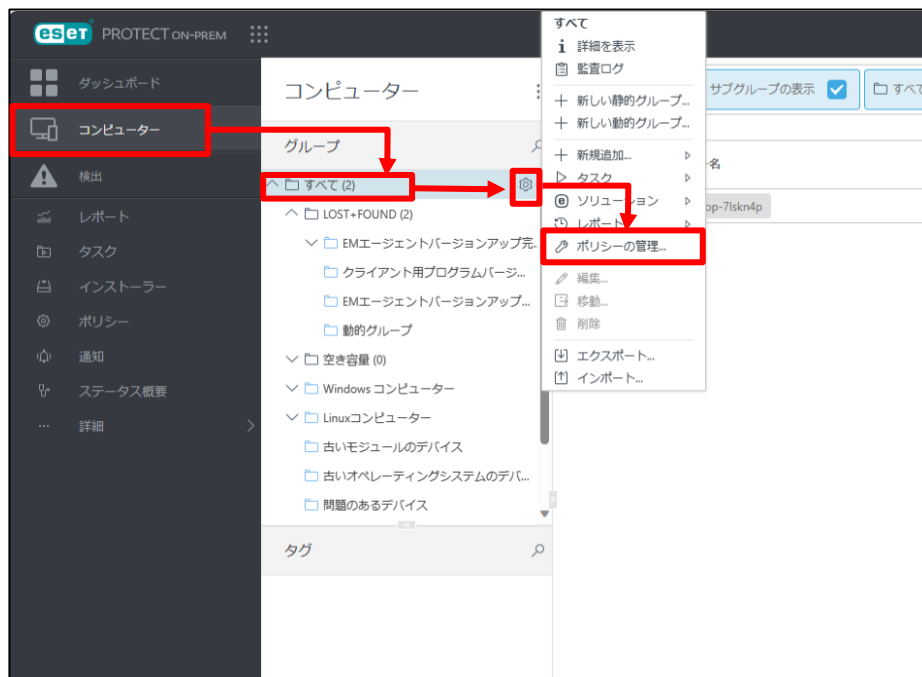 eset PROTECT ON-PREM
ダッシュボード
コンピューター
検出
レポート
タスク
インストーラー
ポリシー
通知
ステータス概要
詳細
コンピューター
グループ
すべて (2)
LOST+FOUND (2)
EMエージェントバージョンアップ完
クライアント用プログラムバージ...
EMエージェントバージョンアップ...
動的グループ
空き容量 (0)
Windows コンピューター
Linuxコンピューター
古いモジュールのデバイス
古いオペレーティングシステムのデバ...
問題のあるデバイス
タグ
すべて
詳細を表示
監査ログ
新しい静的グループ...
新しい動的グループ...
新規追加...
タスク
ソリューション
レポート
ポリシーの管理...
編集...
移動...
削除
エクスポート...
インポート...
サブグループの表示
すべて
名
op-7lskn4p